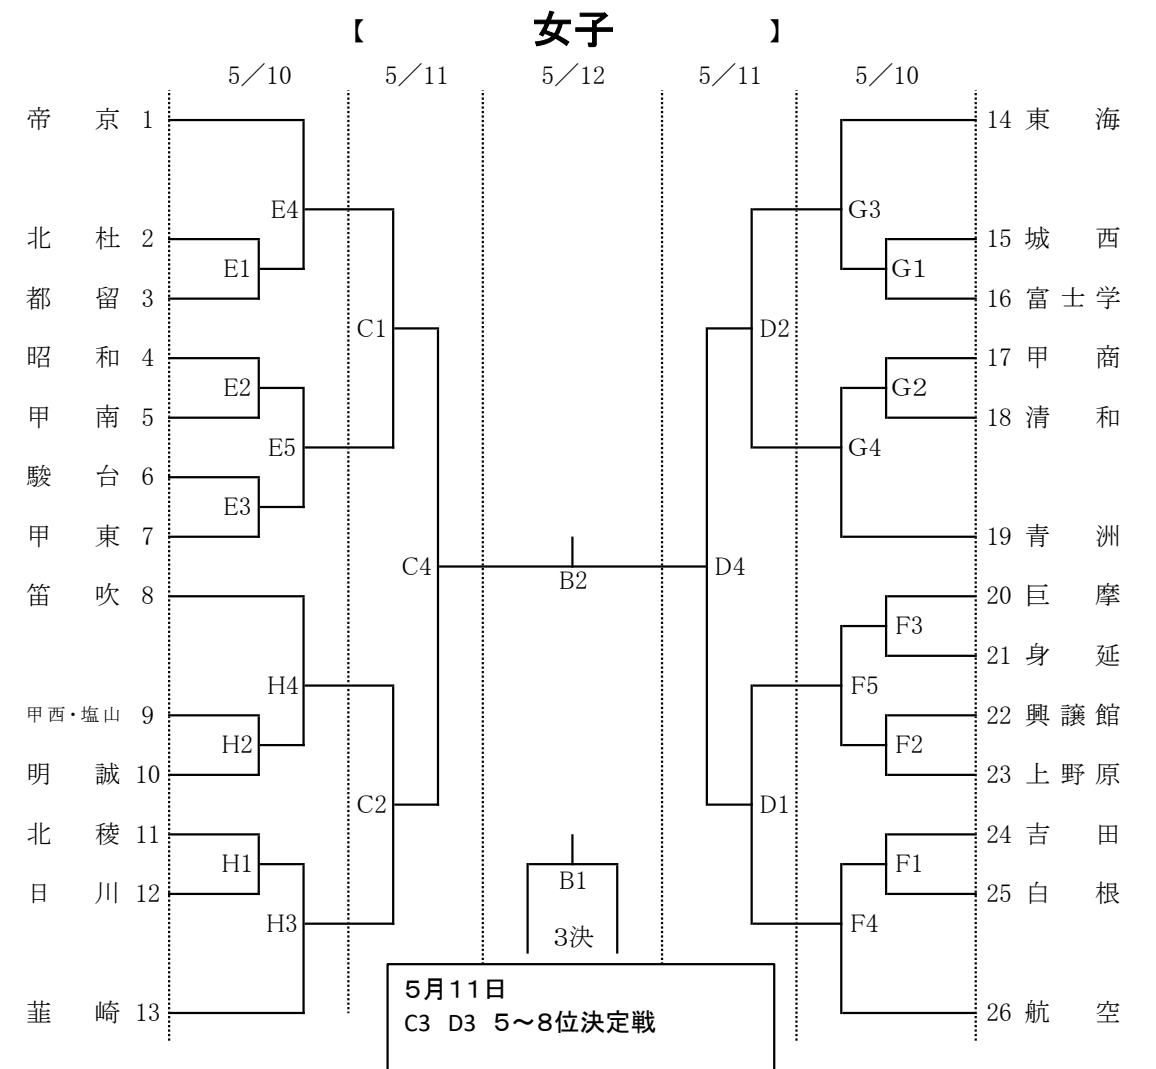 【 女子 】
5／10 5／11 5／12 5／11 5／10
帝京 1 14 東海
E4 G3
北杜 2 15 城西
E1 G1
都留 3 16 富士学
C1 D2
昭和 4 17 甲商
E2 G2
甲南 5 18 清和
E5 G4
駿台 6
E3
甲東 7 19 青洲
C4 B2 D4
笛吹 8 20 巨摩
F3
21 身延
H4 F5
甲西・塩山 9 22 興譲館
H2 F2
明誠 10 23 上野原
C2 D1
北稜 11 24 吉田
H1 B1 F1
日川 12 25 白根
H3 3決 F4
韮崎 13 26 航空
５月１１日
C3 D3 ５～８位決定戦